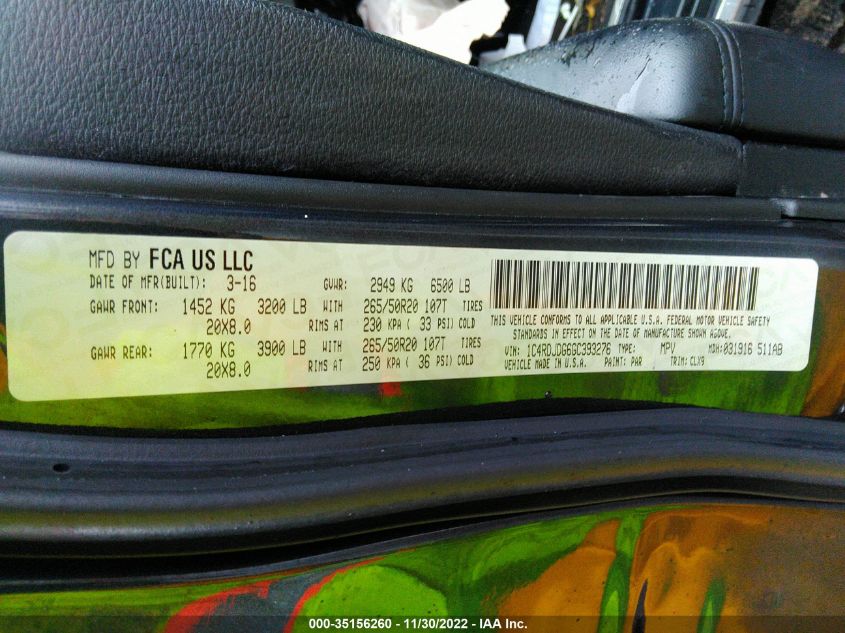 MFD BY FCA US LLC
DATE OF MFR(BUILT): 3-16 GVWR: 2949 KG 6500 LB
GAWR FRONT: 1452 KG 3200 LB WITH 265/50R20 107T TIRES
20X8.0 RIMS AT 230 KPA ( 33 PSI) COLD
GAWR REAR: 1770 KG 3900 LB WITH 265/50R20 107T TIRES
20X8.0 RIMS AT 250 KPA ( 36 PSI) COLD
THIS VEHICLE CONFORMS TO ALL APPLICABLE U.S.A. FEDERAL MOTOR VEHICLE SAFETY
STANDARDS IN EFFECT ON THE DATE OF MANUFACTURE SHOWN ABOVE.
VIN: 1C4RDJDG6GC393276 TYPE: MPV MDH: 031916 511AB
VEHICLE MADE IN U.S.A. PAINT: PAR TRIM: CLX9
000-35156260 - 11/30/2022 - IAA Inc.